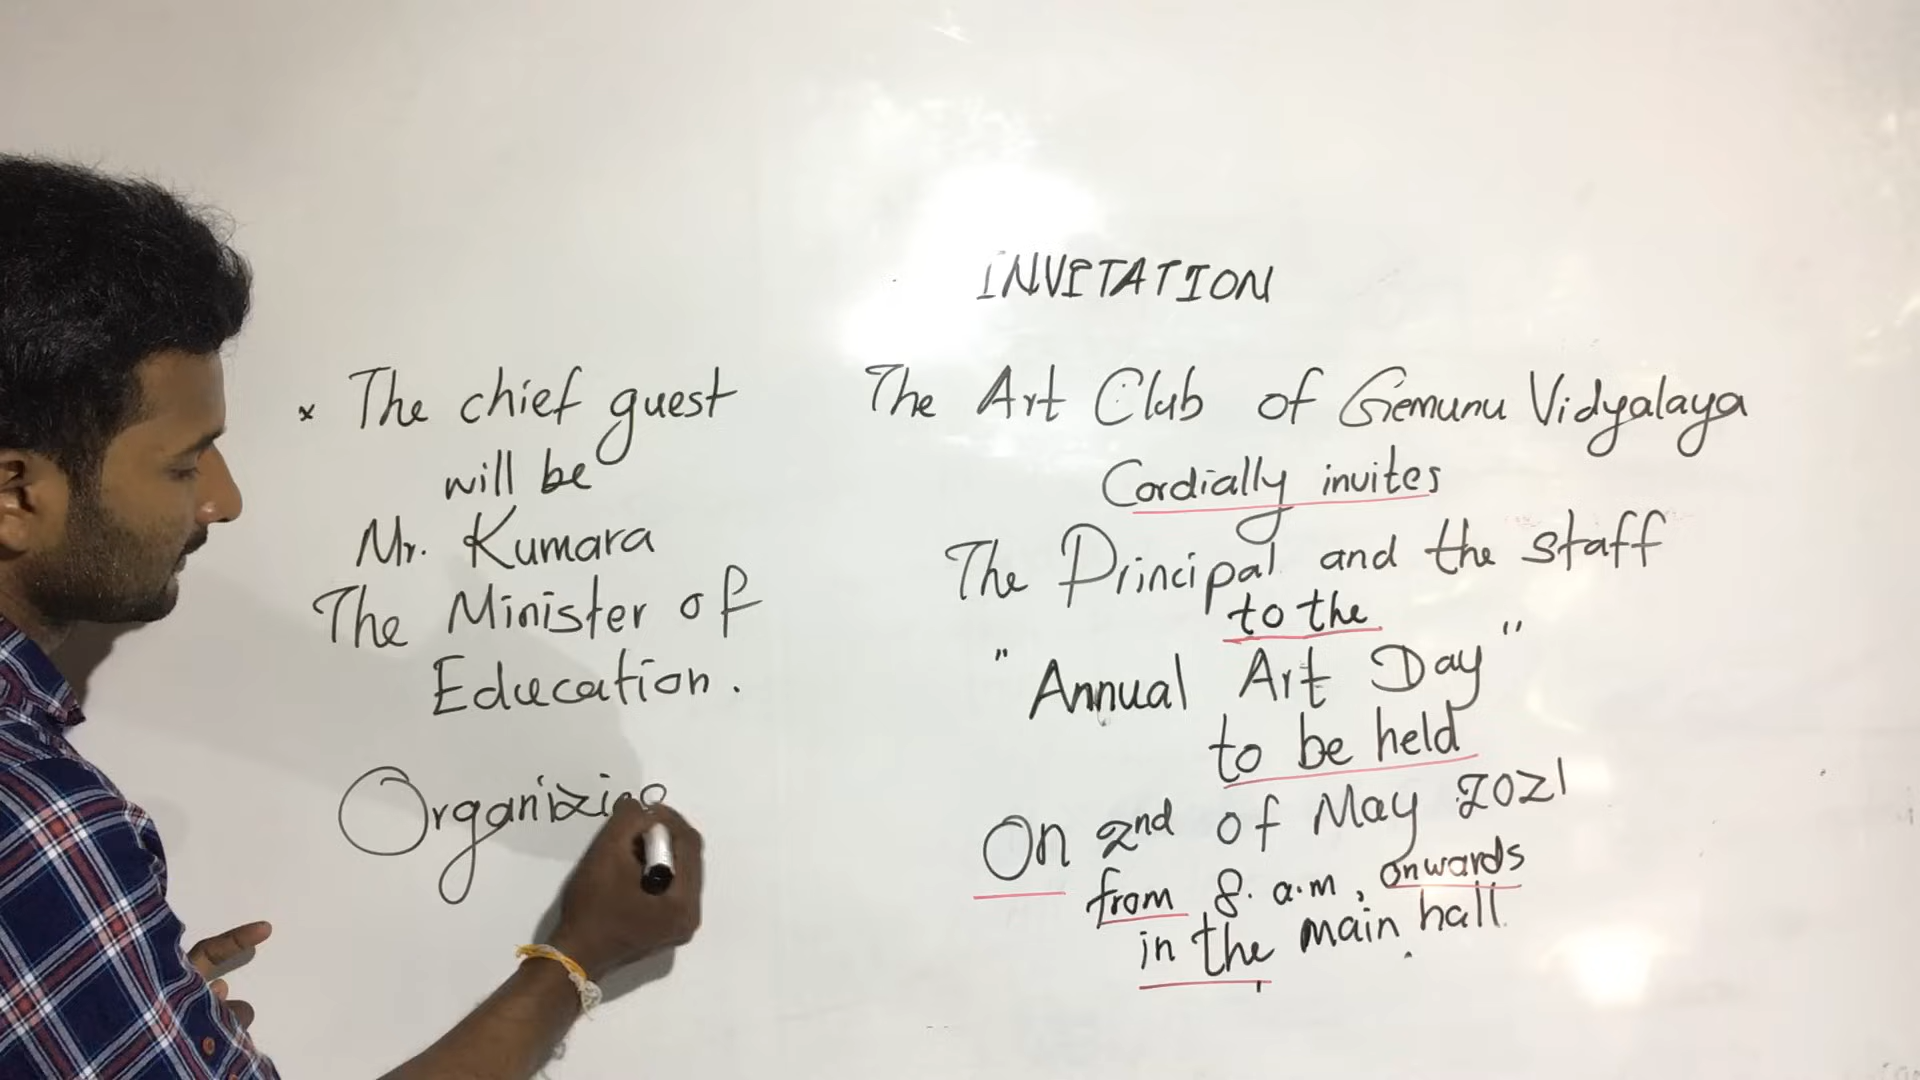 INVITATION
The Art Club of Gemunu Vidyalaya
Cordially invites
The Principal and the staff
to the
"Annual Art Day"
to be held
On 2nd of May 2021
from 8. a.m, onwards
in the main hall.
× The chief guest
will be
Mr. Kumara
The Minister of
Education.